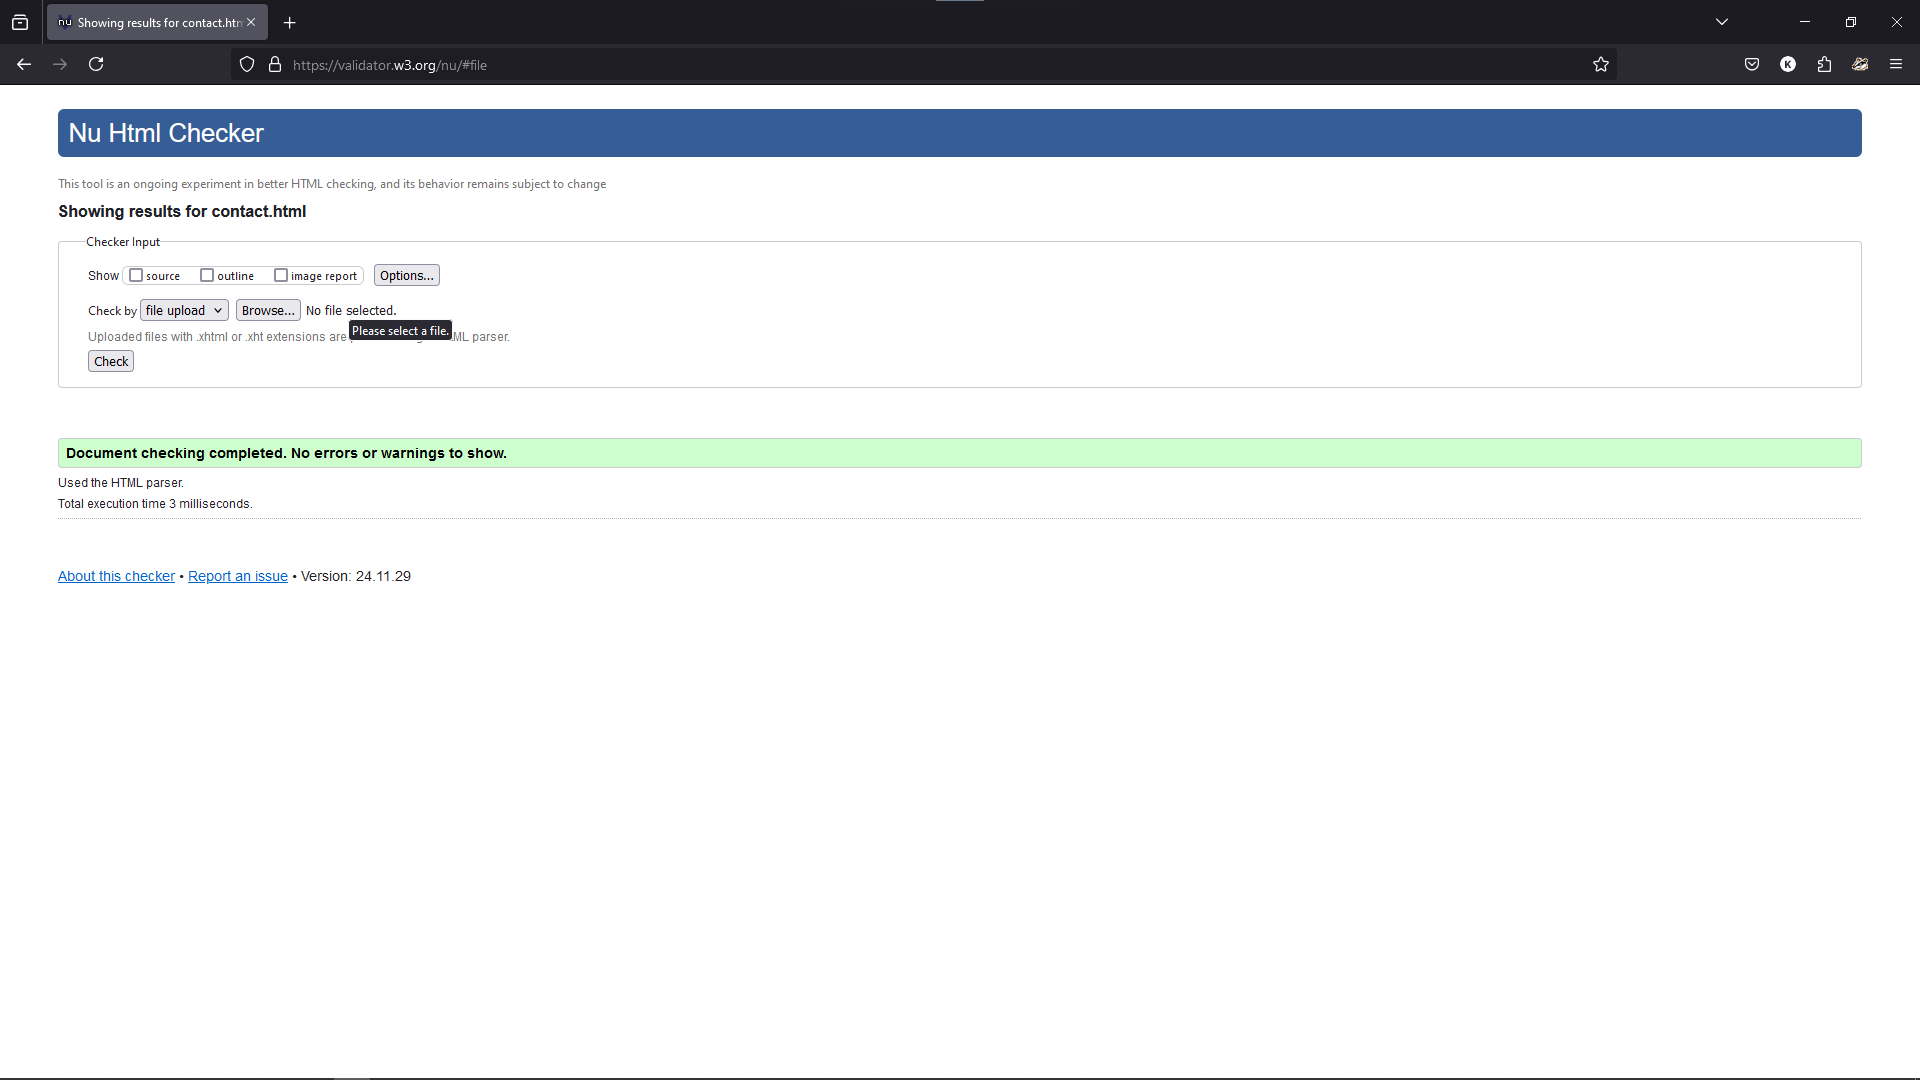 nu Showing results for contact.htm
https://validator.w3.org/nu/#file
K
Nu Html Checker
This tool is an ongoing experiment in better HTML checking, and its behavior remains subject to change
Showing results for contact.html
Checker Input
Show source outline image report Options...
Check by file upload Browse... No file selected.
Please select a file.
Uploaded files with .xhtml or .xht extensions are ML parser.
Check
Document checking completed. No errors or warnings to show.
Used the HTML parser.
Total execution time 3 milliseconds.
About this checker • Report an issue • Version: 24.11.29